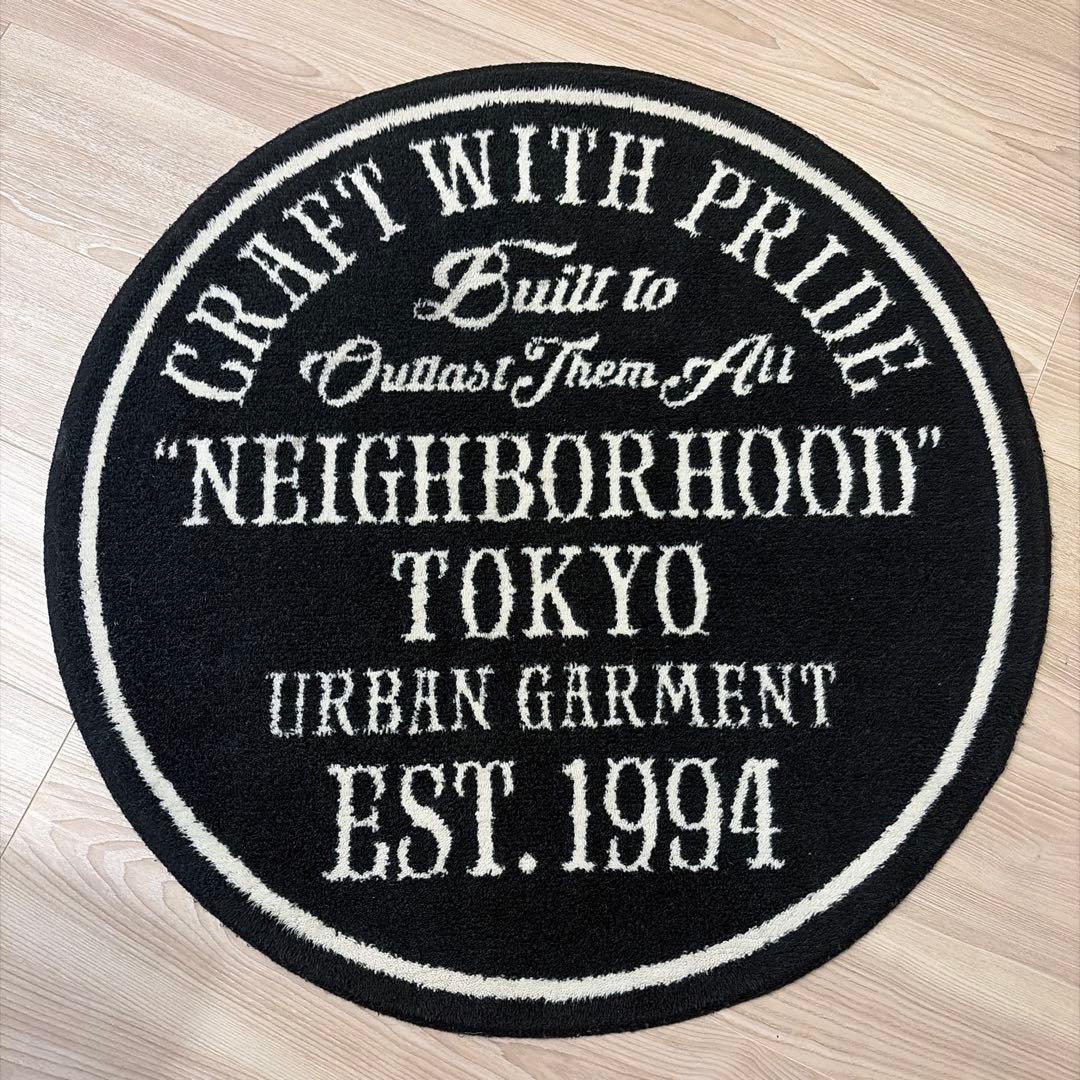 CRAFT WITH PRIDE
Built to
Outlast Them All
"NEIGHBORHOOD"
TOKYO
URBAN GARMENT
EST. 1994